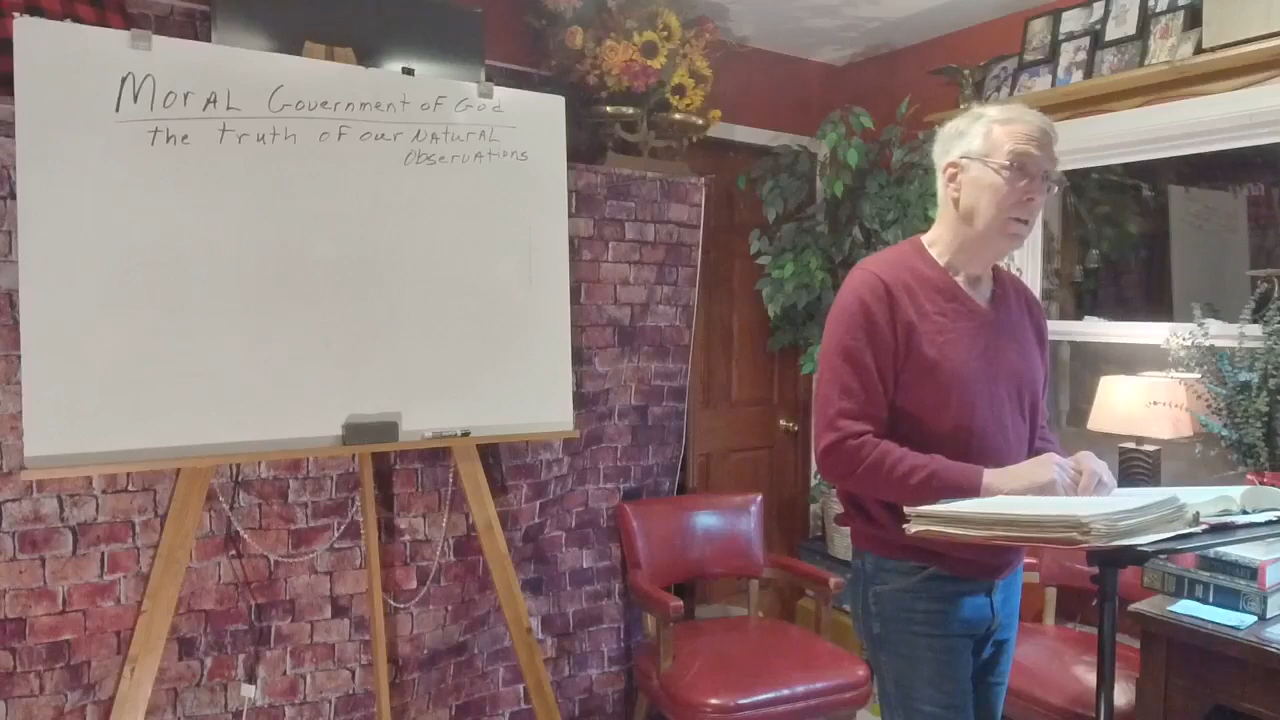 Moral Government of God
the truth of our Natural
Observations